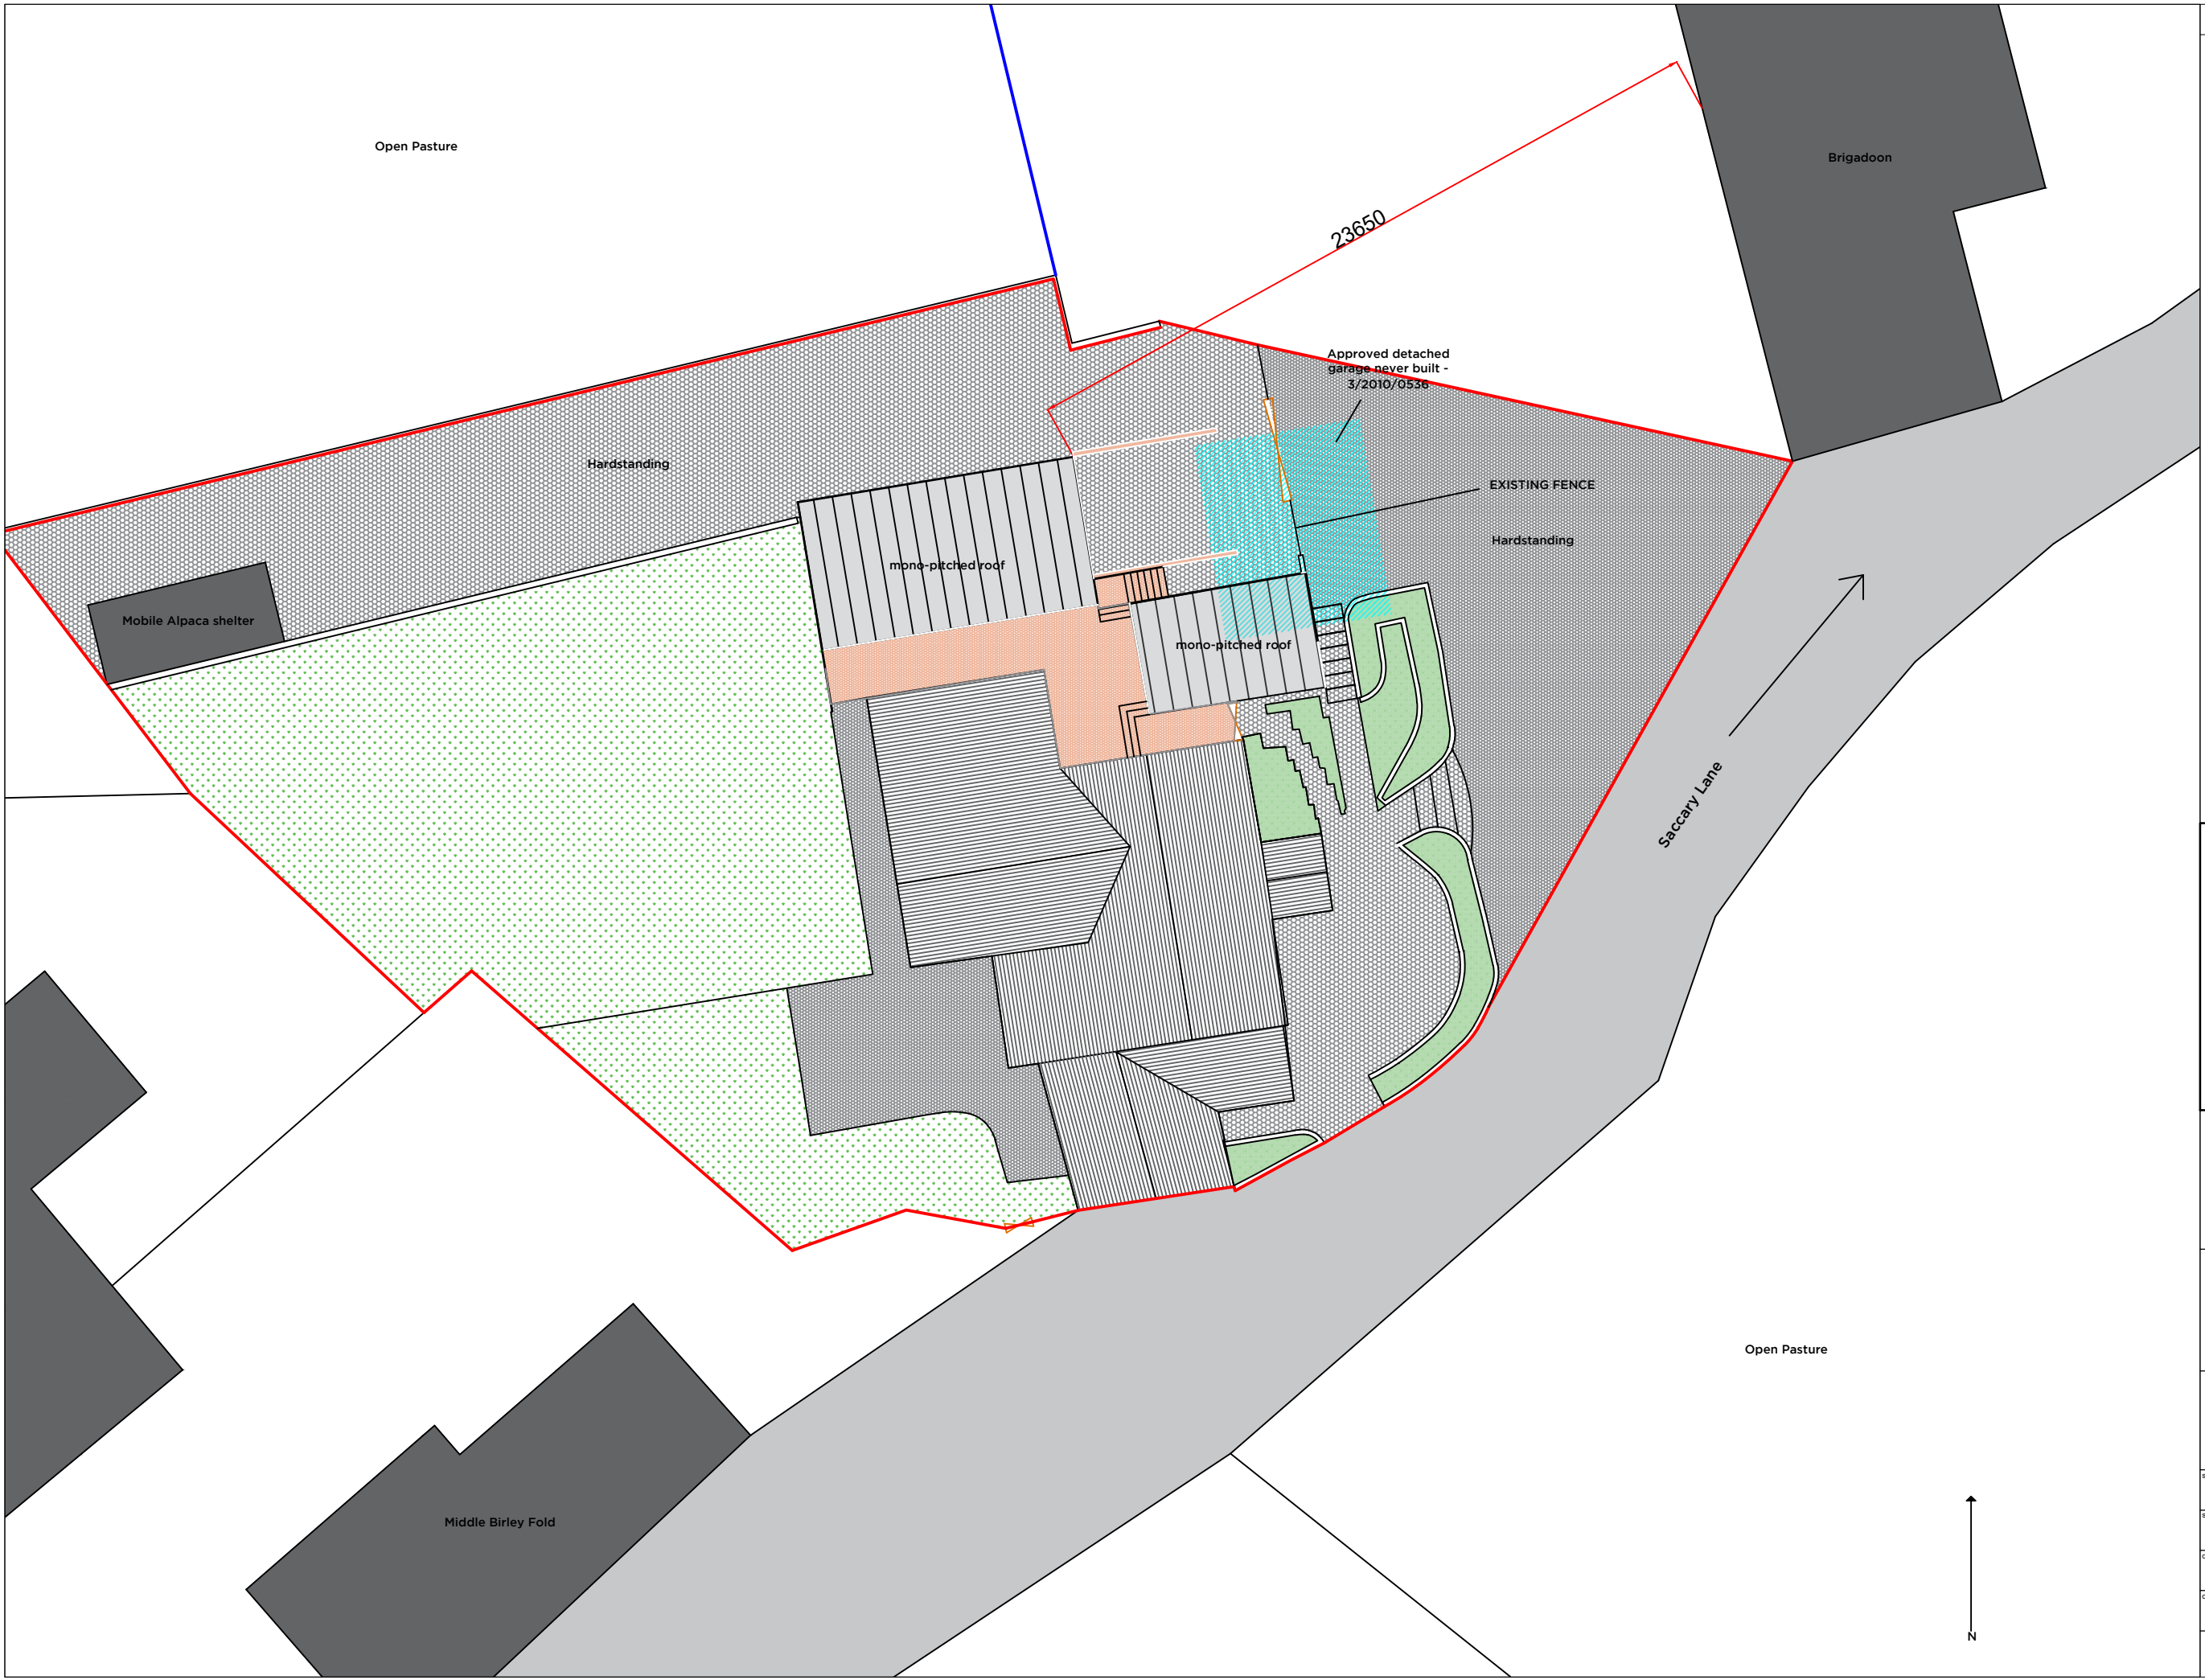 Open Pasture
Brigadoon
23650
Approved detached
garage never built -
3/2010/0536
Hardstanding
EXISTING FENCE
Hardstanding
mono-pitched roof
Mobile Alpaca shelter
mono-pitched roof
Saccary Lane
Open Pasture
Middle Birley Fold
N